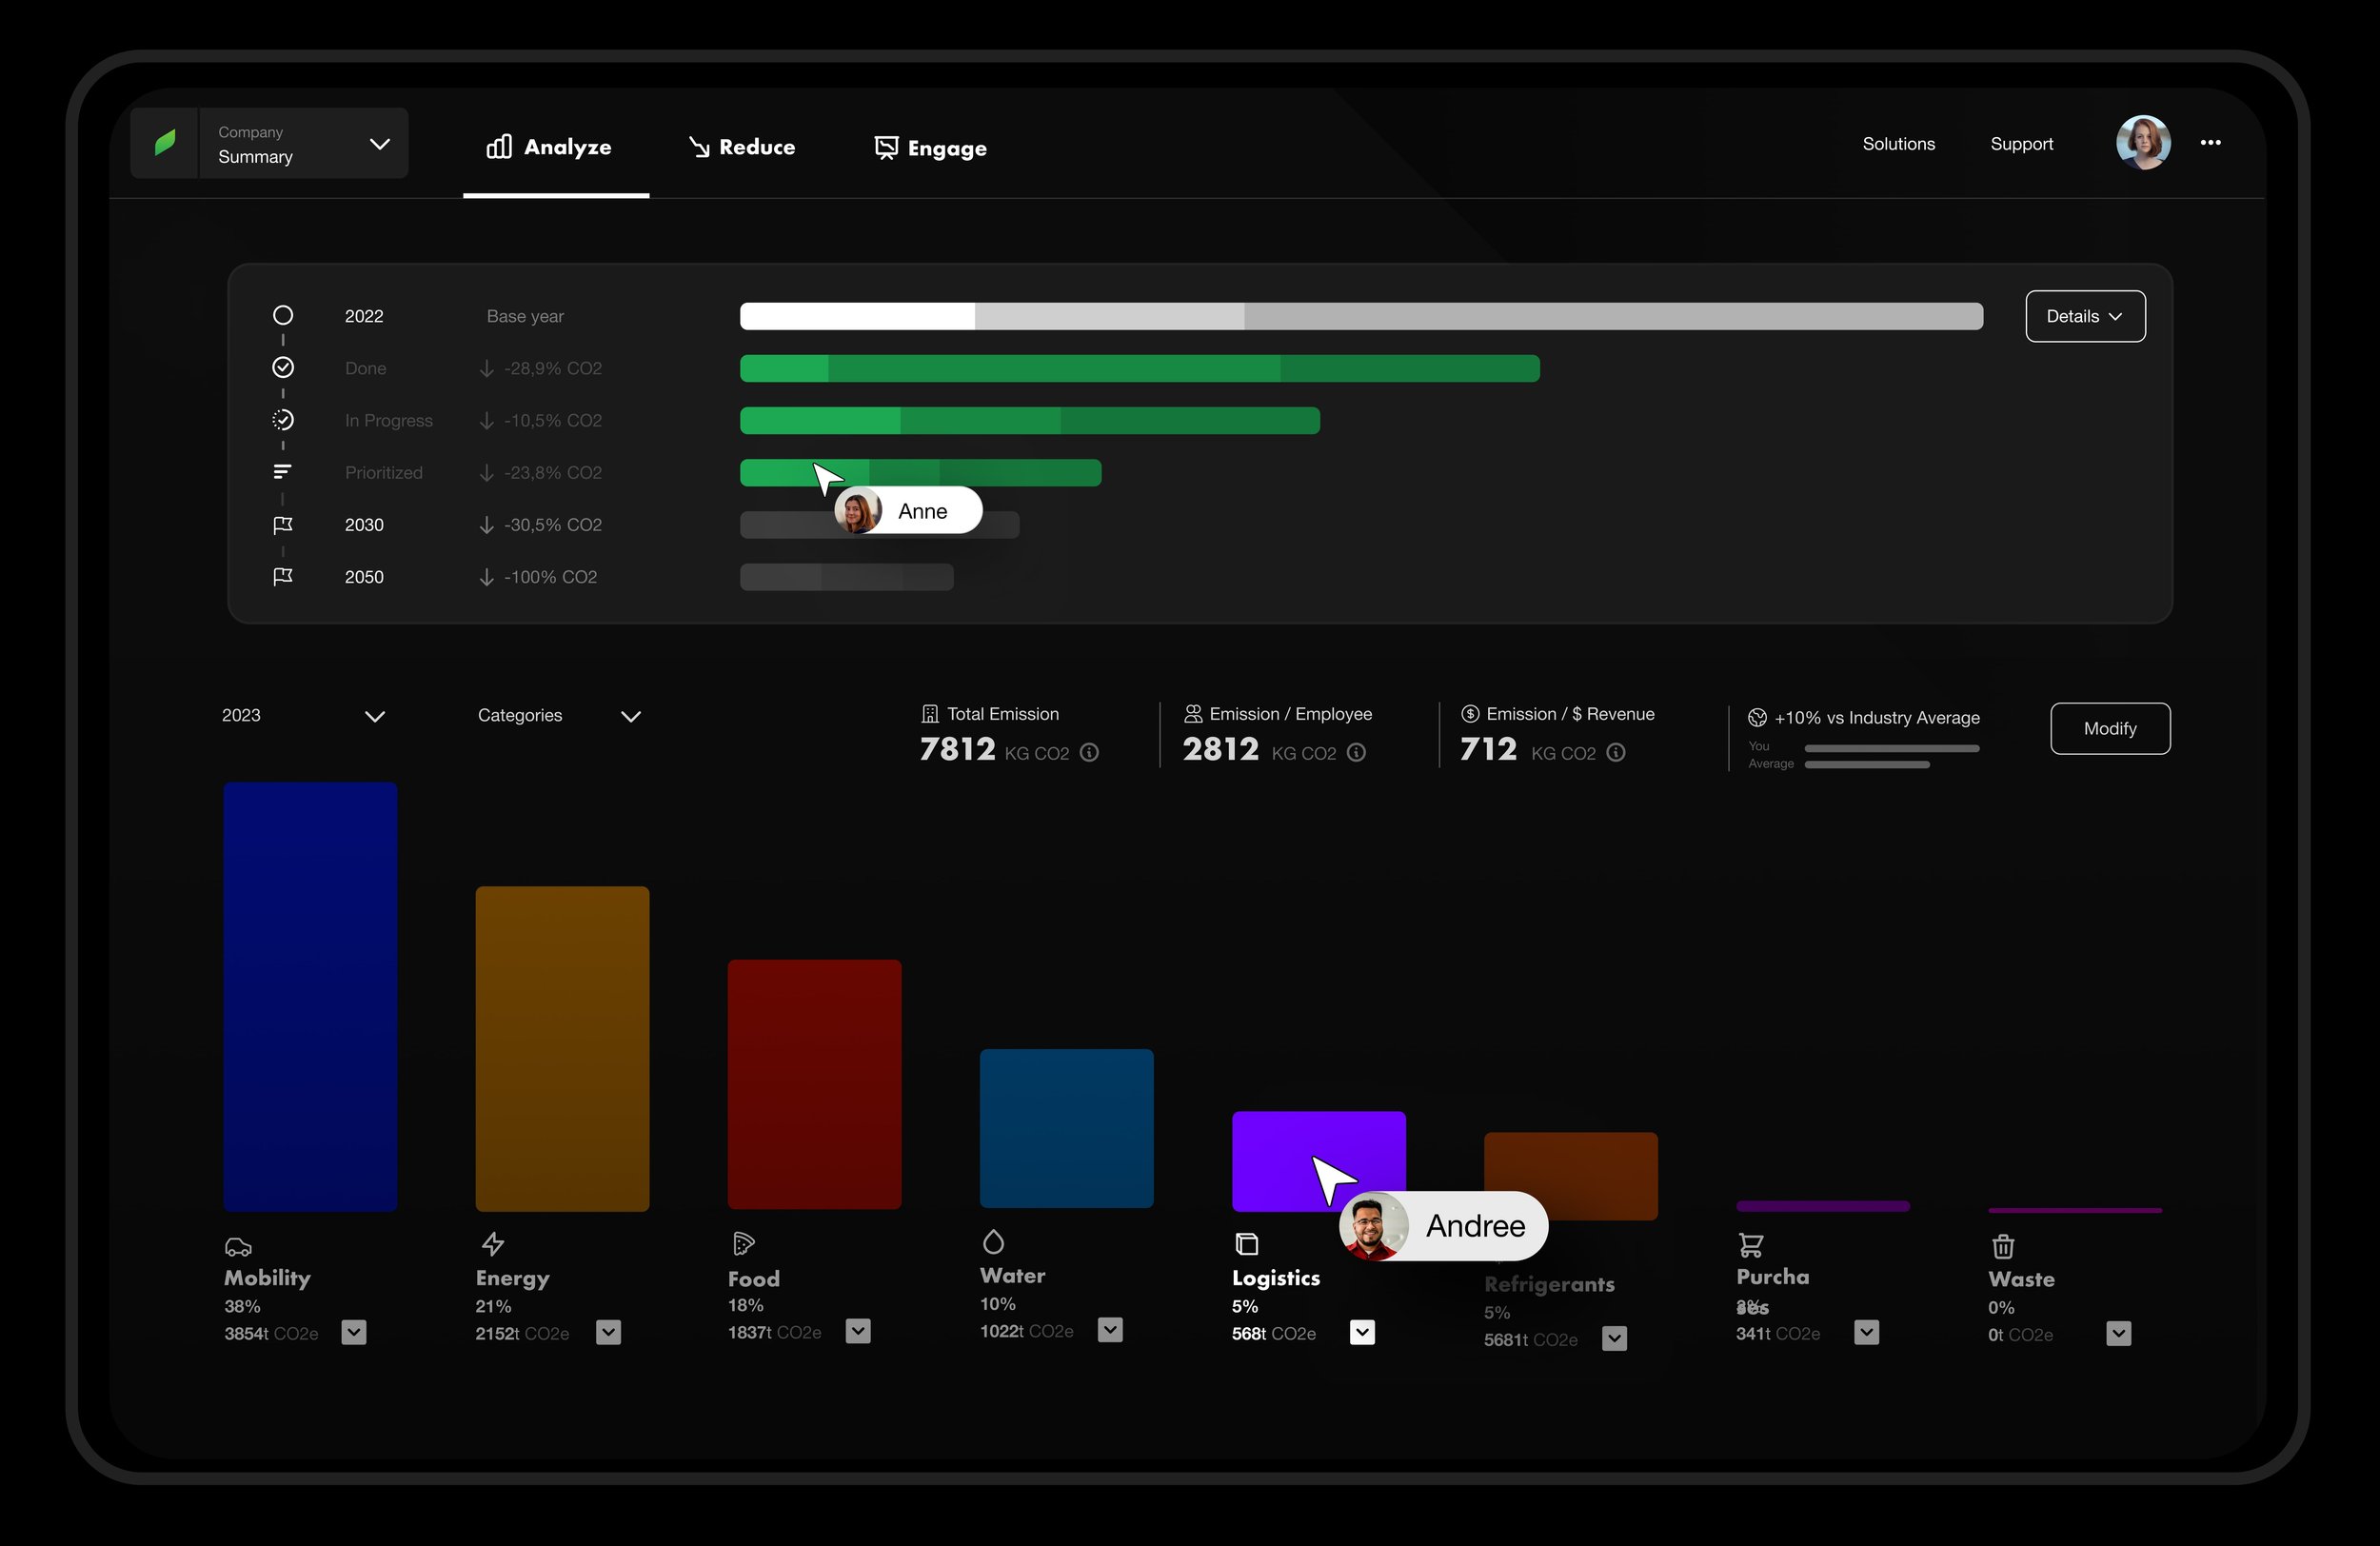 Company
Summary
Analyze
Reduce
Engage
Solutions
Support
2022 Base year
Details
Done -28,9% CO2
In Progress -10,5% CO2
Prioritized -23,8% CO2
Anne
2030 -30,5% CO2
2050 -100% CO2
2023
Categories
Total Emission
7812 KG CO2
Emission / Employee
2812 KG CO2
Emission / $ Revenue
712 KG CO2
+10% vs Industry Average
You
Average
Modify
Mobility
38%
3854t CO2e
Energy
21%
2152t CO2e
Food
18%
1837t CO2e
Water
10%
1022t CO2e
Andree
Logistics
5%
568t CO2e
Refrigerants
5%
5681t CO2e
Purcha
ses
341t CO2e
Waste
0%
0t CO2e